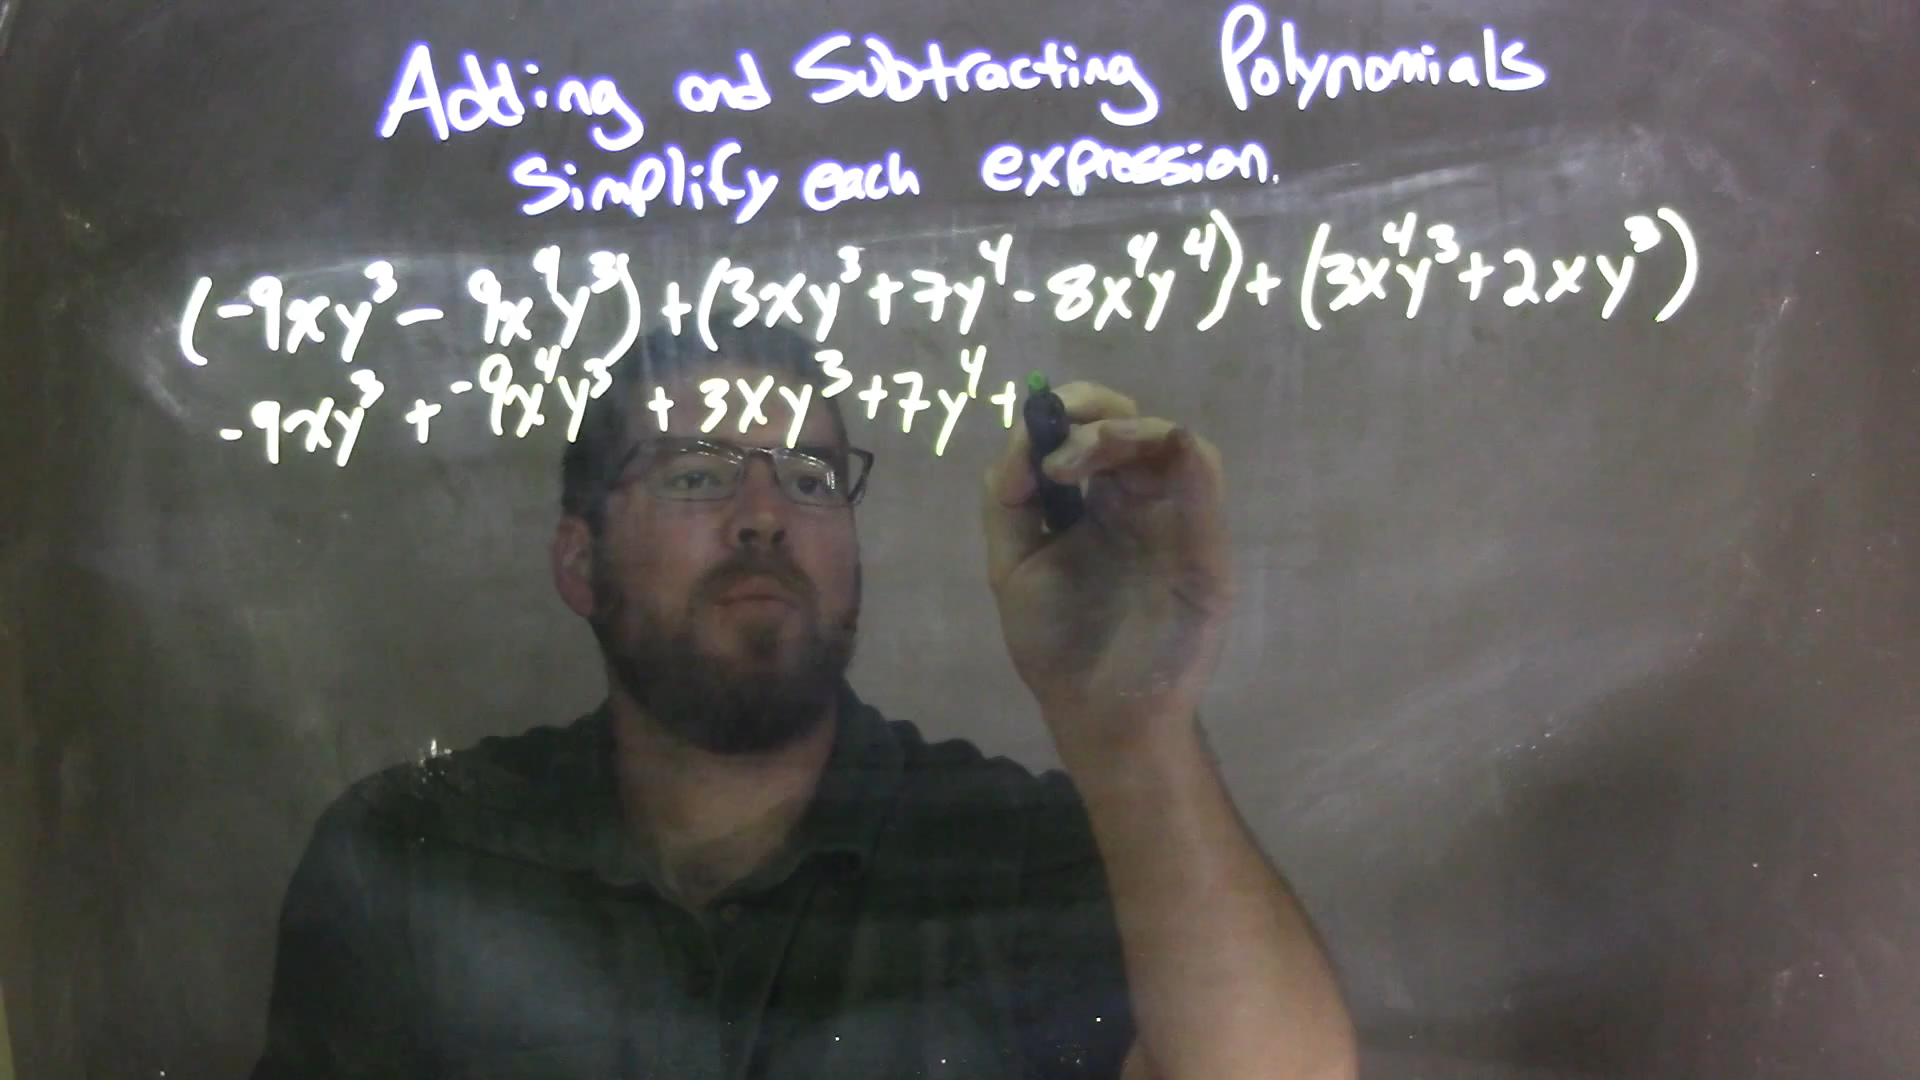 Adding and Subtracting Polynomials
Simplify each expression.
(-9xy³ - 9x⁴y³) + (3xy³ + 7y⁴ - 8x⁴y⁴) + (3x⁴y³ + 2xy³)
-9xy³ + -9x⁴y³ + 3xy³ + 7y⁴ +